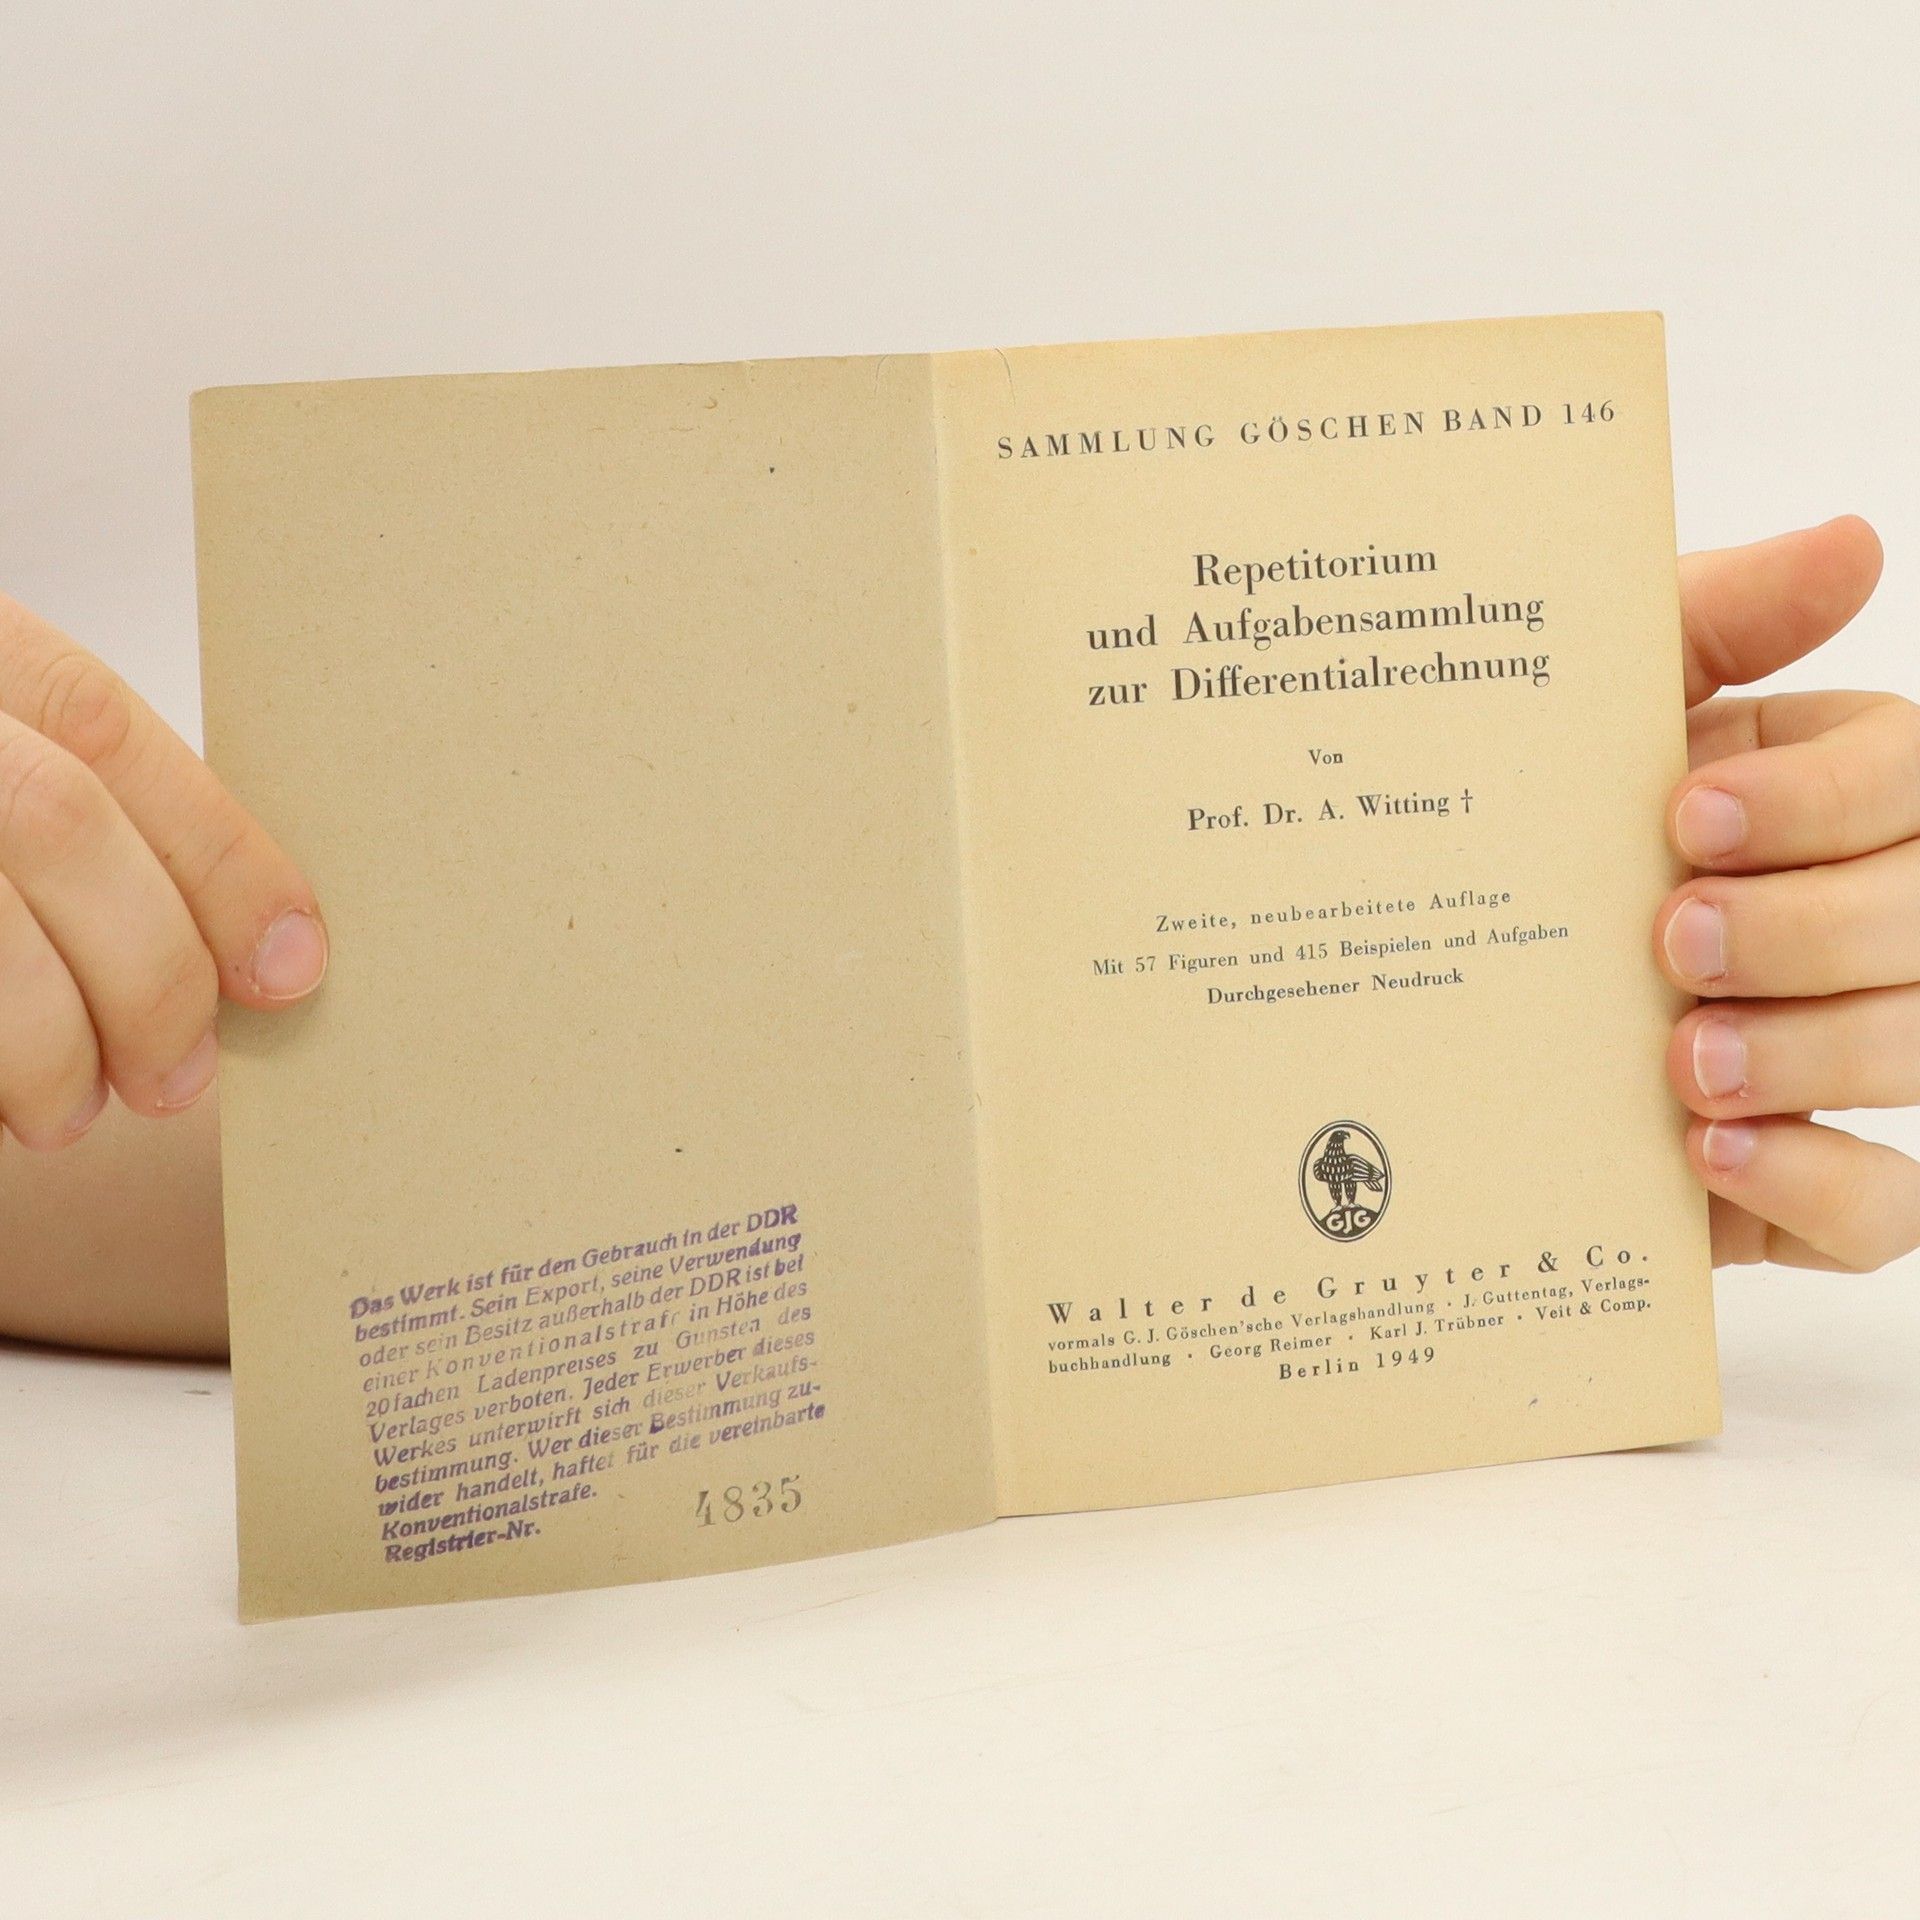 Das Werk ist für den Gebrauch in der DDR
bestimmt. Sein Export, seine Verwendung
oder sein Besitz außerhalb der DDR ist bei
einer Konventionalstrafe in Höhe des
20fachen Ladenpreises zu Gunsten des
Verlages verboten. Jeder Erwerber dieses
Werkes unterwirft sich dieser Verkaufs-
bestimmung. Wer dieser Bestimmung zu-
wider handelt, haftet für die vereinbarte
Konventionalstrafe.
Registrier-Nr.
4835
SAMMLUNG GÖSCHEN BAND 146
Repetitorium
und Aufgabensammlung
zur Differentialrechnung
Von
Prof. Dr. A. Witting †
Zweite, neubearbeitete Auflage
Mit 57 Figuren und 415 Beispielen und Aufgaben
Durchgesehener Neudruck
GJG
Walter de Gruyter & Co.
vormals G. J. Göschen'sche Verlagshandlung · J. Guttentag, Verlags-
buchhandlung · Georg Reimer · Karl J. Trübner · Veit & Comp.
Berlin 1949